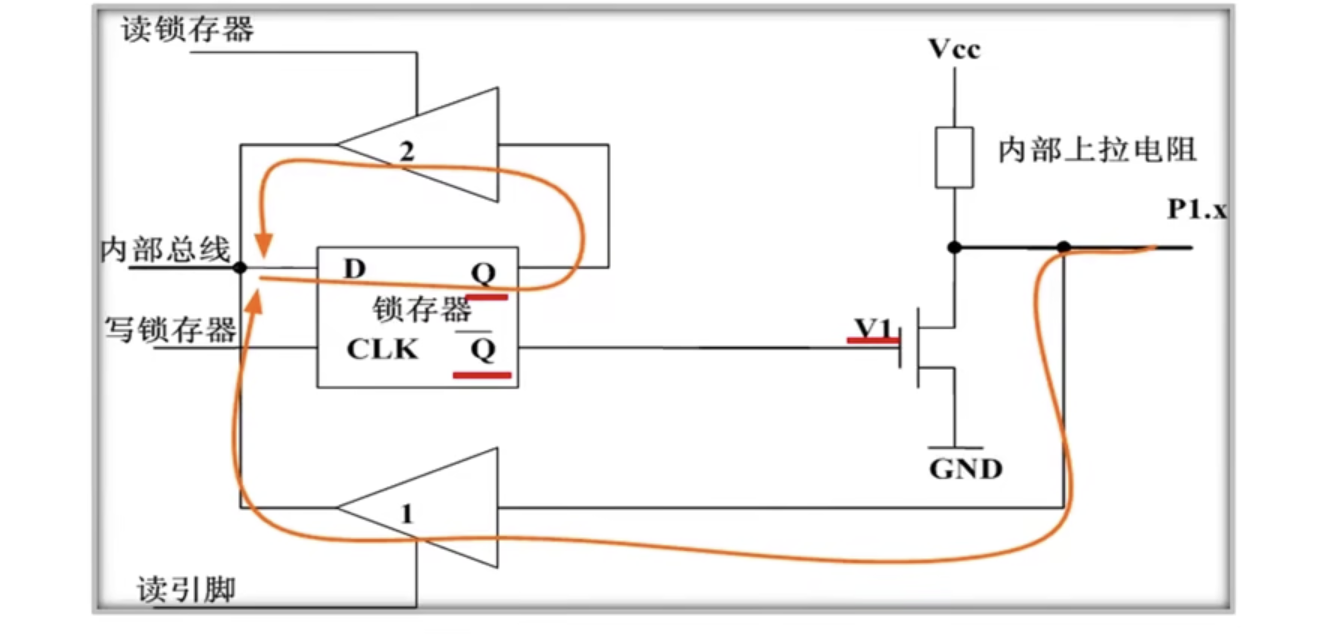 读锁存器
Vcc
2
内部上拉电阻
P1.x
内部总线
D
Q
锁存器
写锁存器
CLK
Q̅
V1
GND
1
读引脚